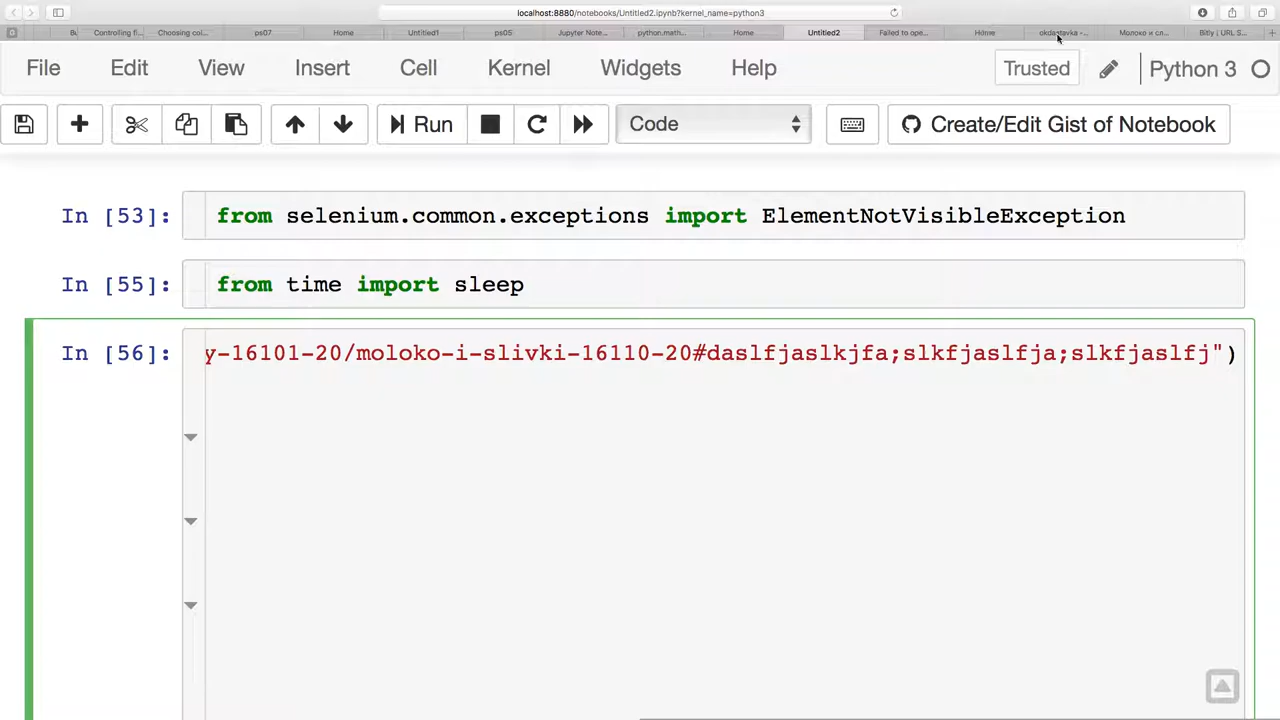 localhost:8880/notebooks/Untitled2.ipynb?kernel_name=python3
Controlling fi... Choosing col... ps07 Home Untitled1 ps05 Jupyter Note... python.math... Home Untitled2 Failed to ope... Home okdostavka -... Молоко и сл... Bitly | URL S...
File Edit View Insert Cell Kernel Widgets Help Trusted Python 3
Run Code Create/Edit Gist of Notebook
In [53]: from selenium.common.exceptions import ElementNotVisibleException
In [55]: from time import sleep
In [56]: y-16101-20/moloko-i-slivki-16110-20#daslfjaslkjfa;slkfjaslfja;slkfjaslfj")